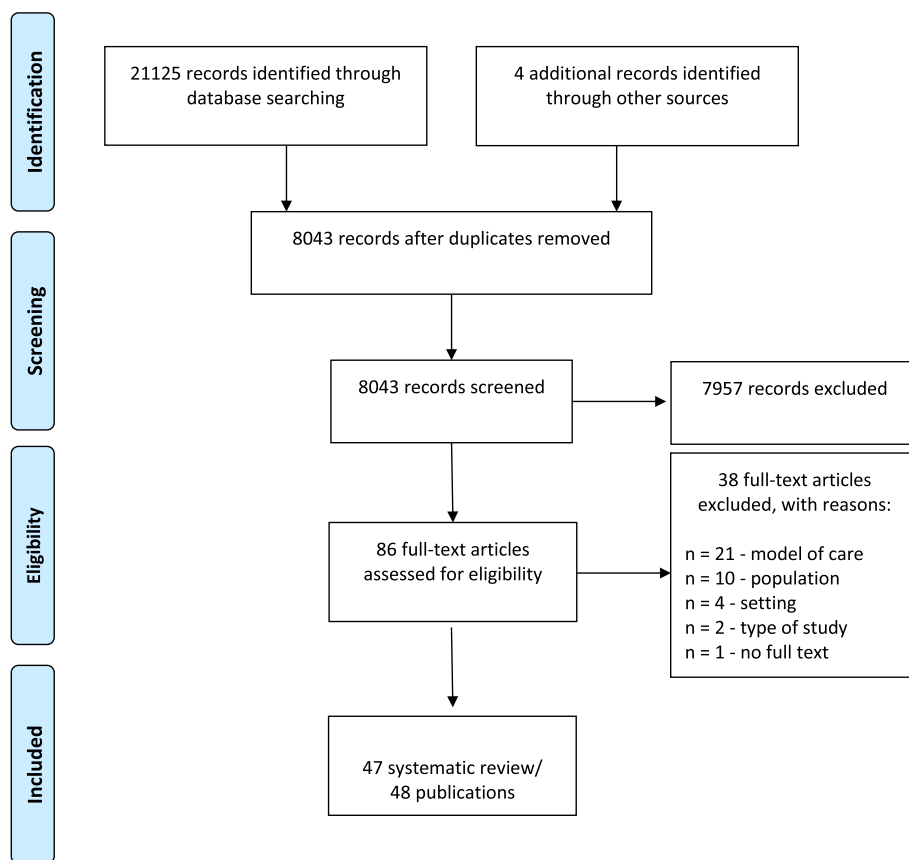 Identification
21125 records identified through
database searching
4 additional records identified
through other sources
8043 records after duplicates removed
Screening
8043 records screened
7957 records excluded
Eligibility
86 full-text articles
assessed for eligibility
38 full-text articles
excluded, with reasons:
n = 21 - model of care
n = 10 - population
n = 4 - setting
n = 2 - type of study
n = 1 - no full text
Included
47 systematic review/
48 publications